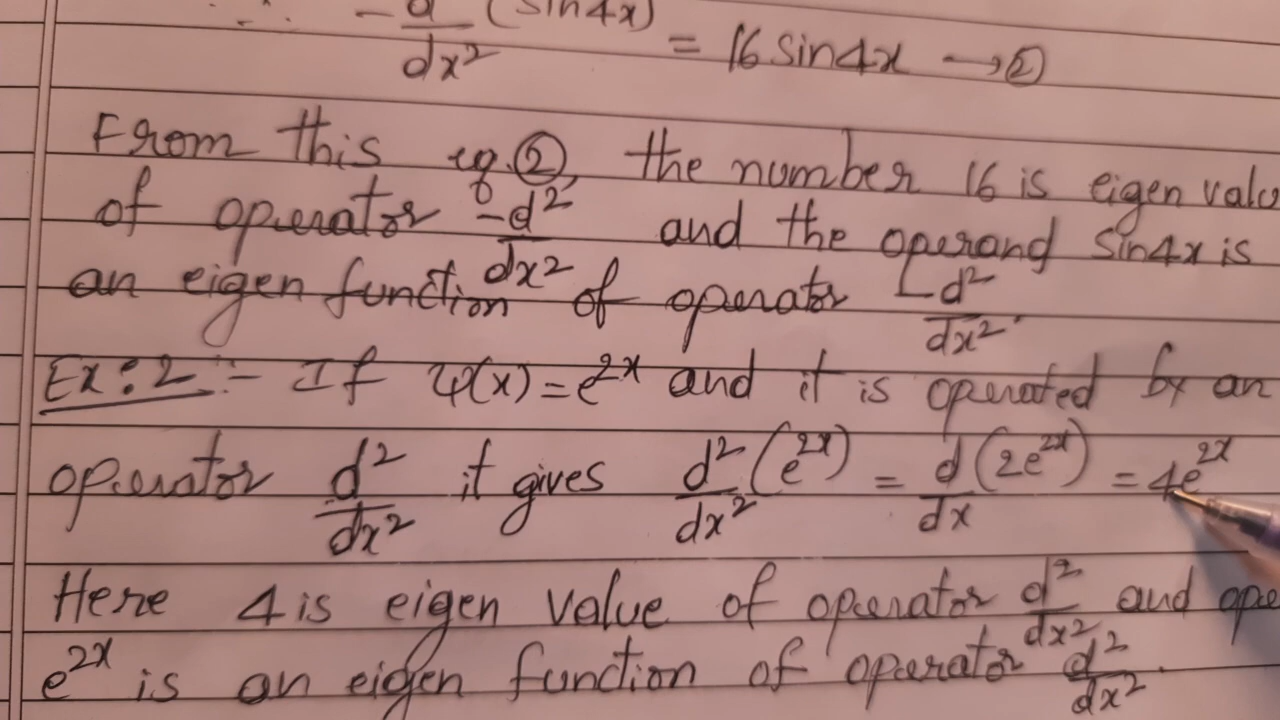 ∴ -d/dx² (sin4x) = 16 sin4x → ②
From this eq.②, the number 16 is eigen valu
of operator -d²/dx² and the operand sin4x is
an eigen function of operator -d²/dx².
Ex:2:- If ψ(x)=e^2x and it is operated by an
operator d²/dx² it gives d²/dx² (e^2x) = d/dx (2e^2x) = 4e^2x
Here 4 is eigen value of operator d²/dx² and ope
e^2x is an eigen function of operator d²/dx².